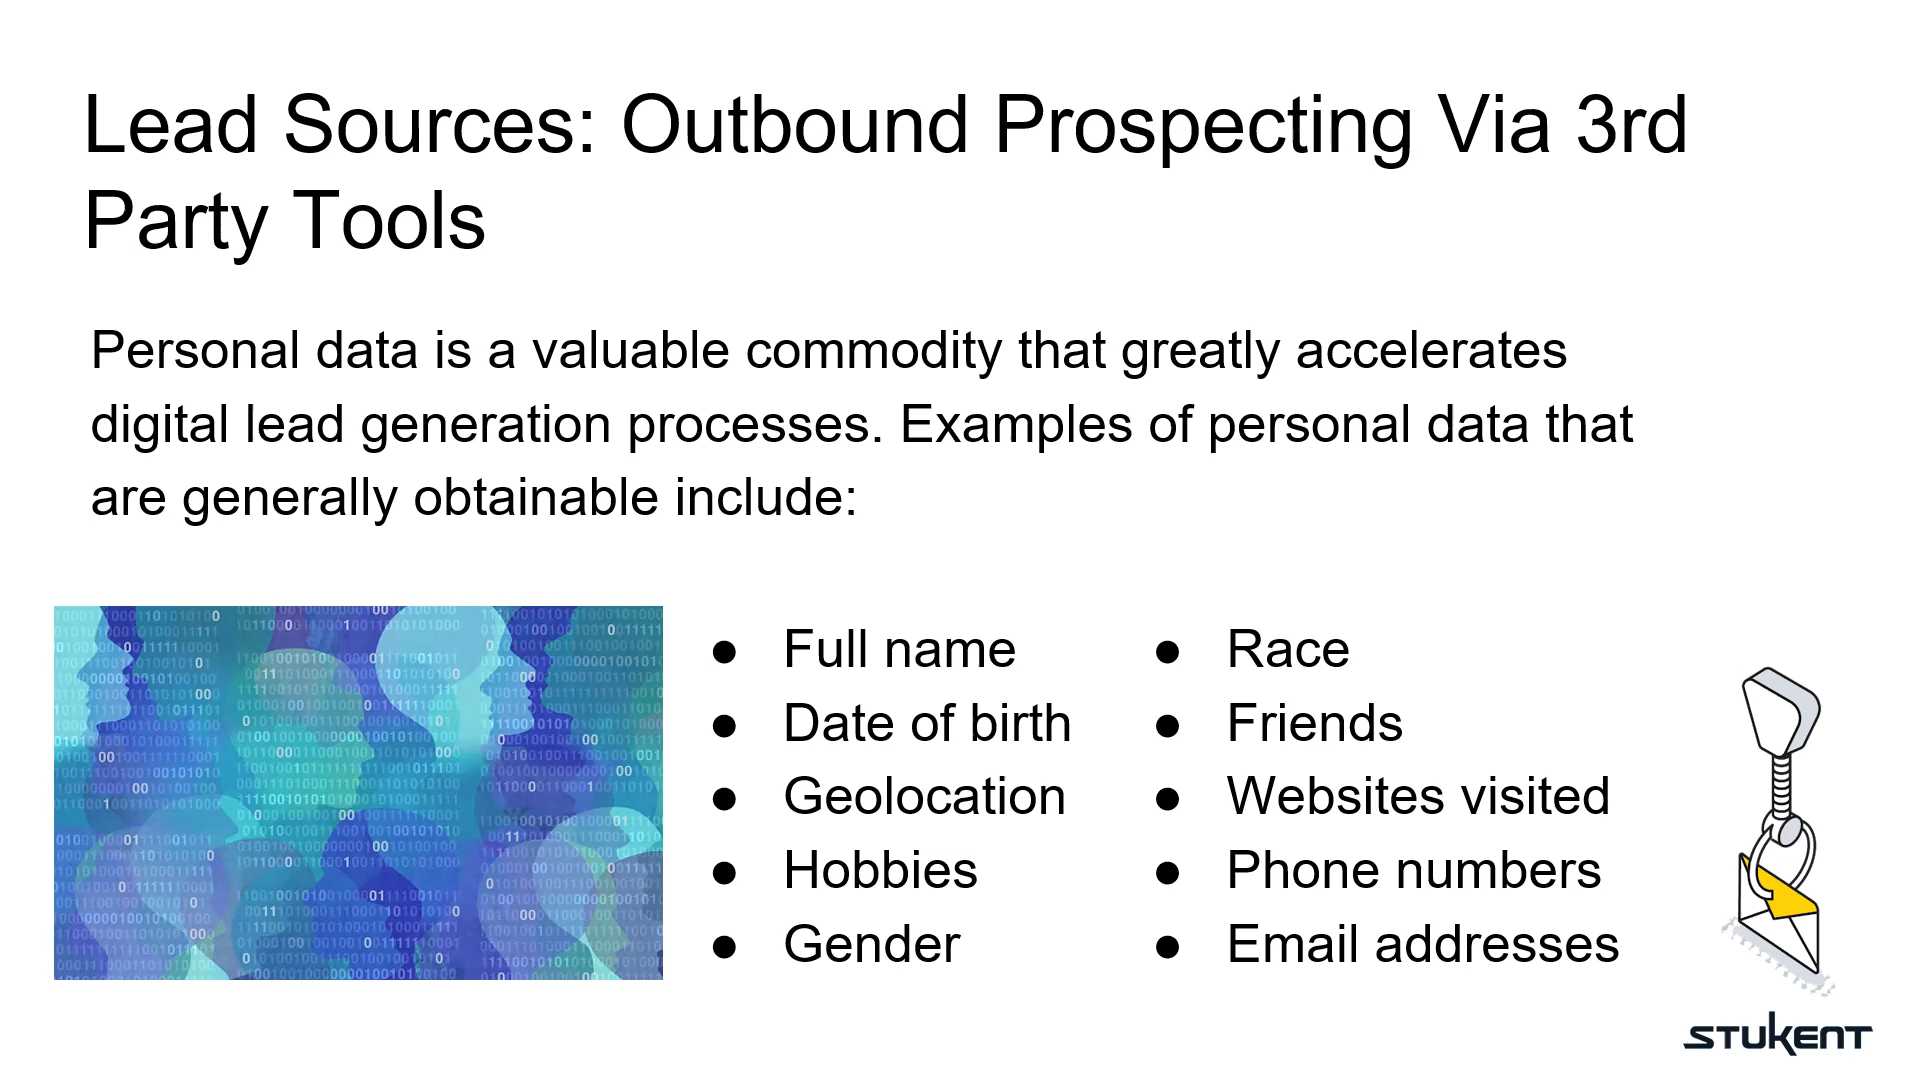 Lead Sources: Outbound Prospecting Via 3rd
Party Tools
Personal data is a valuable commodity that greatly accelerates
digital lead generation processes. Examples of personal data that
are generally obtainable include:
● Full name
● Date of birth
● Geolocation
● Hobbies
● Gender
● Race
● Friends
● Websites visited
● Phone numbers
● Email addresses
STUKENT